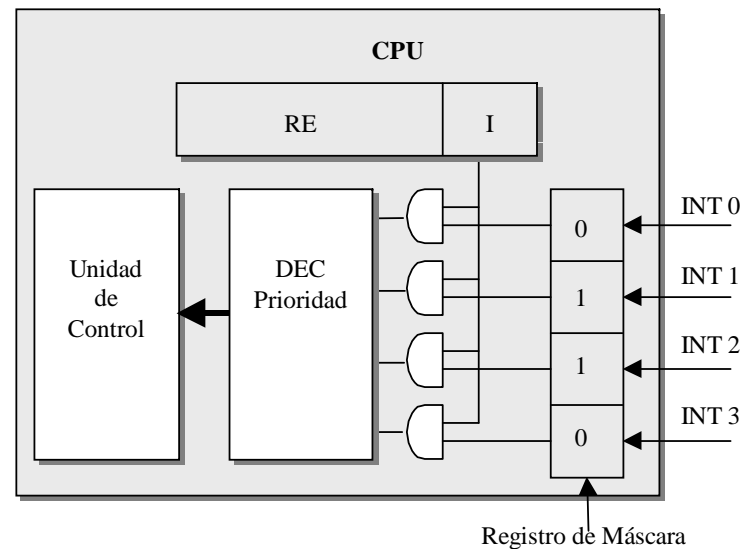 CPU
RE
I
Unidad
de
Control
DEC
Prioridad
0
1
1
0
INT 0
INT 1
INT 2
INT 3
Registro de Máscara